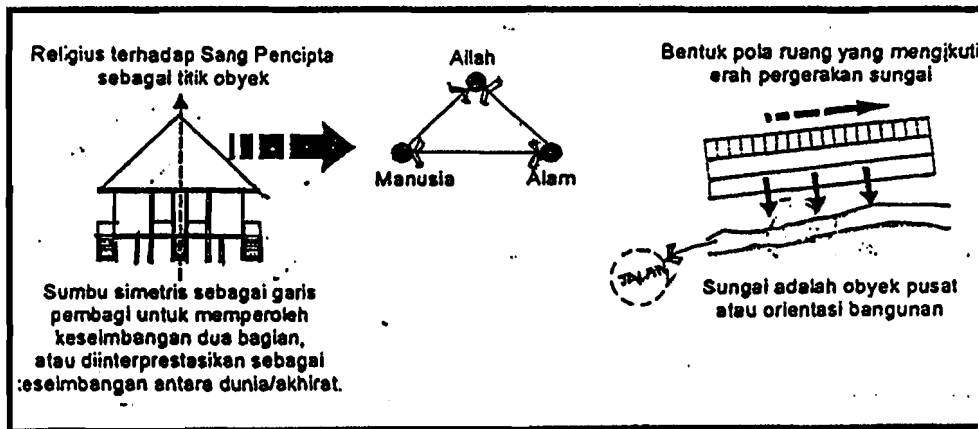 Religius terhadap Sang Pencipta
sebagai titik obyek
Sumbu simetris sebagai garis
pembagi untuk memperoleh
keseimbangan dua bagian,
atau diinterprestasikan sebagai
:eseimbangan antara dunia/akhirat.
Allah
Manusia
Alam
Bentuk pola ruang yang mengikuti
erah pergerakan sungai
JALAN
Sungai adalah obyek pusat
atau orientasi bangunan